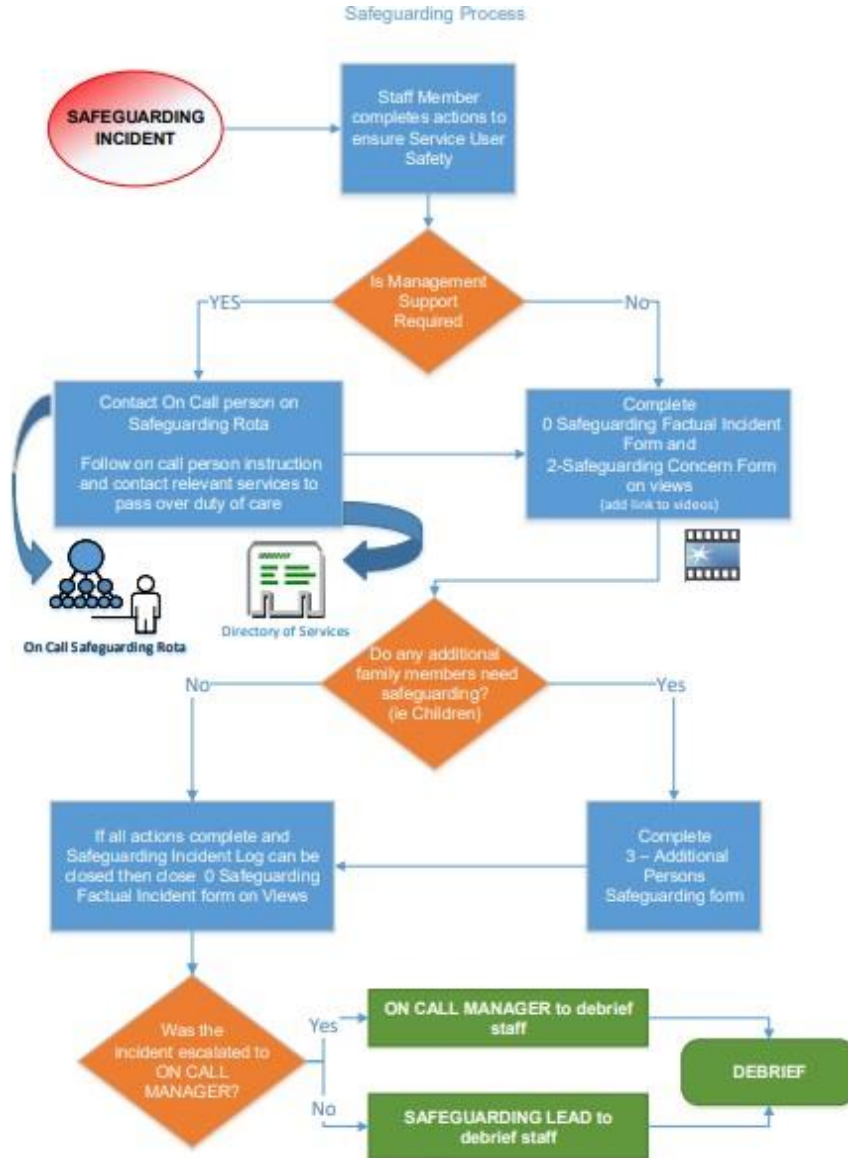 Safeguarding Process
SAFEGUARDING
INCIDENT
Staff Member
completes actions to
ensure Service User
Safety
Is Management
Support
Required
YES
No
Contact On Call person on
Safeguarding Rota
Follow on call person instruction
and contact relevant services to
pass over duty of care
Complete
0 Safeguarding Factual Incident
Form and
2-Safeguarding Concern Form
on views
(add link to videos)
On Call Safeguarding Rota
Directory of Services
Do any additional
family members need
safeguarding?
(ie Children)
No
Yes
If all actions complete and
Safeguarding Incident Log can be
closed then close 0 Safeguarding
Factual Incident form on Views
Complete
3 – Additional
Persons
Safeguarding form
Was the
incident escalated to
ON CALL
MANAGER?
Yes
No
ON CALL MANAGER to debrief
staff
SAFEGUARDING LEAD to
debrief staff
DEBRIEF